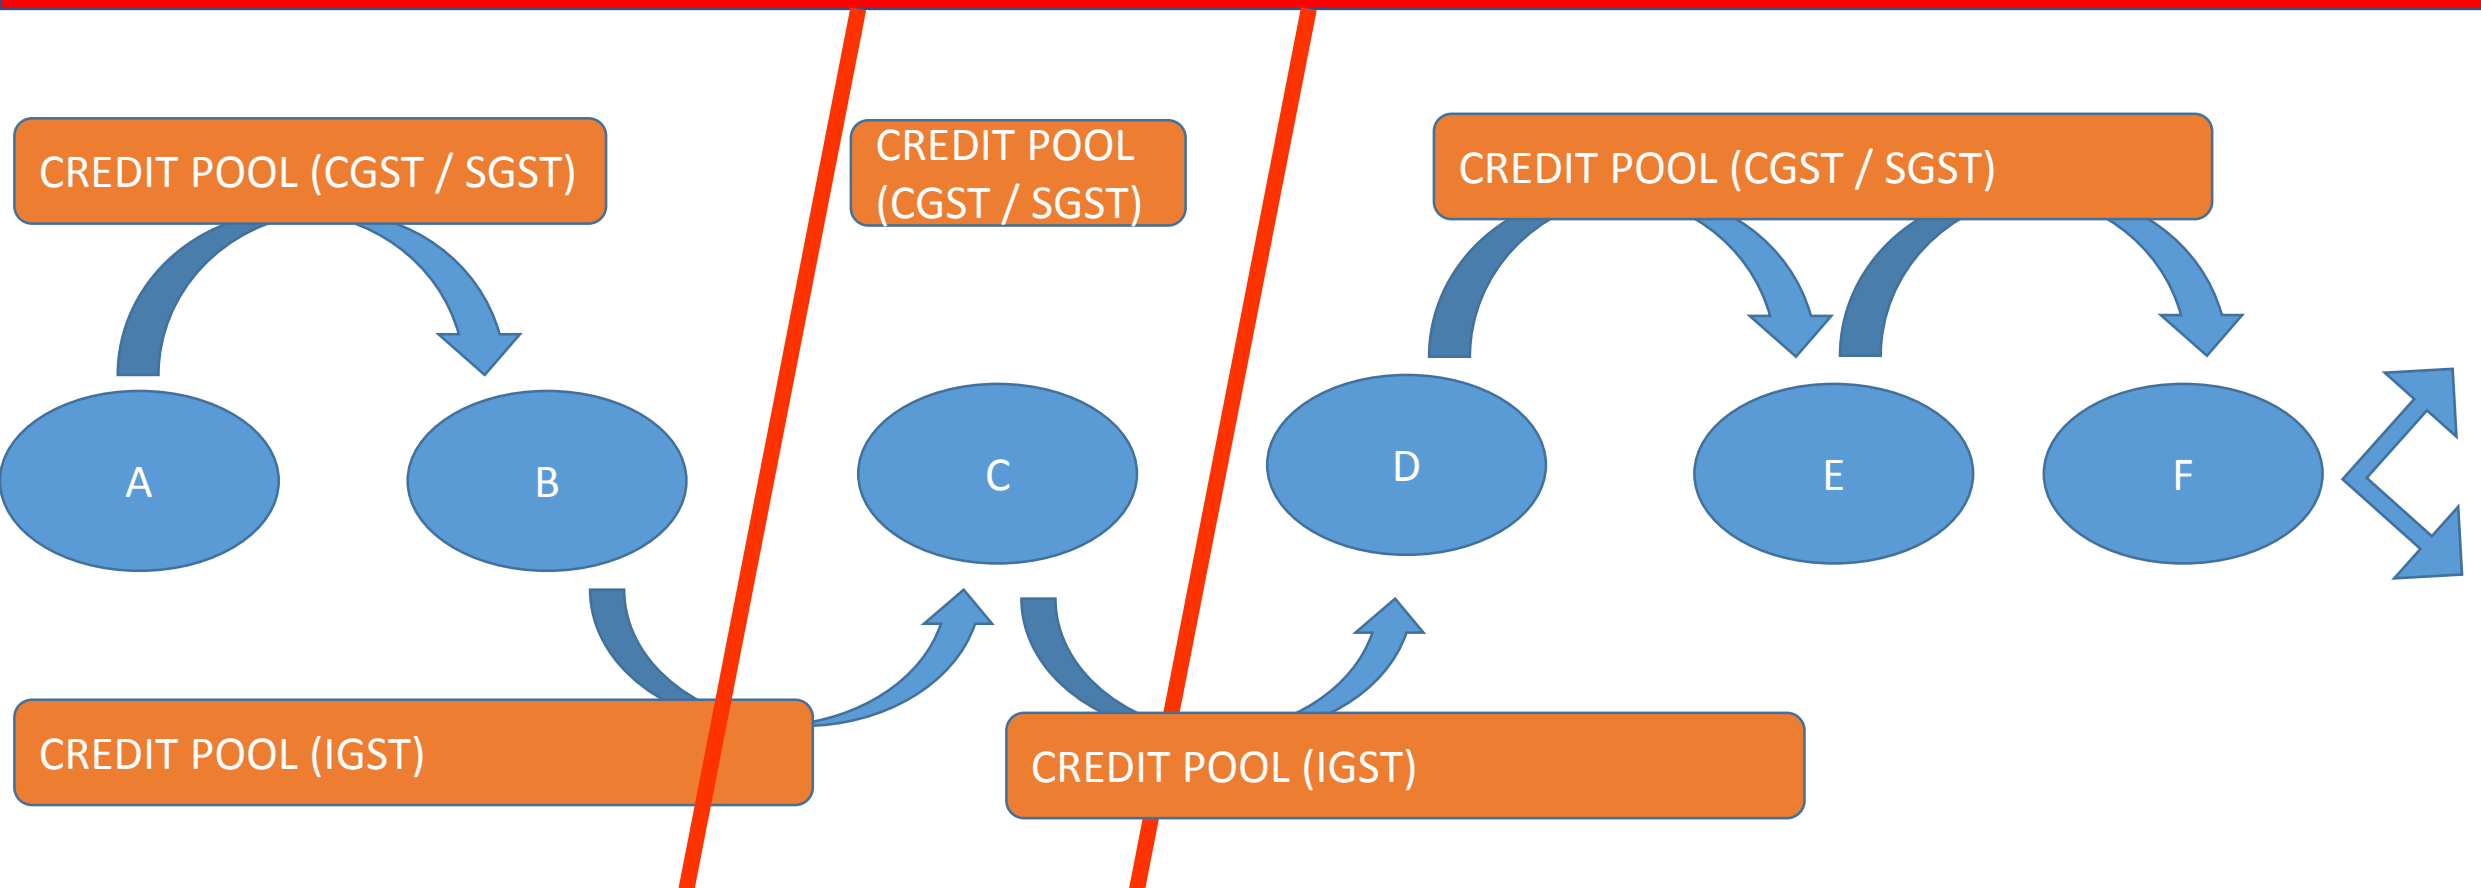 CREDIT POOL (CGST / SGST)
CREDIT POOL
(CGST / SGST)
CREDIT POOL (CGST / SGST)
A
B
C
D
E
F
CREDIT POOL (IGST)
CREDIT POOL (IGST)